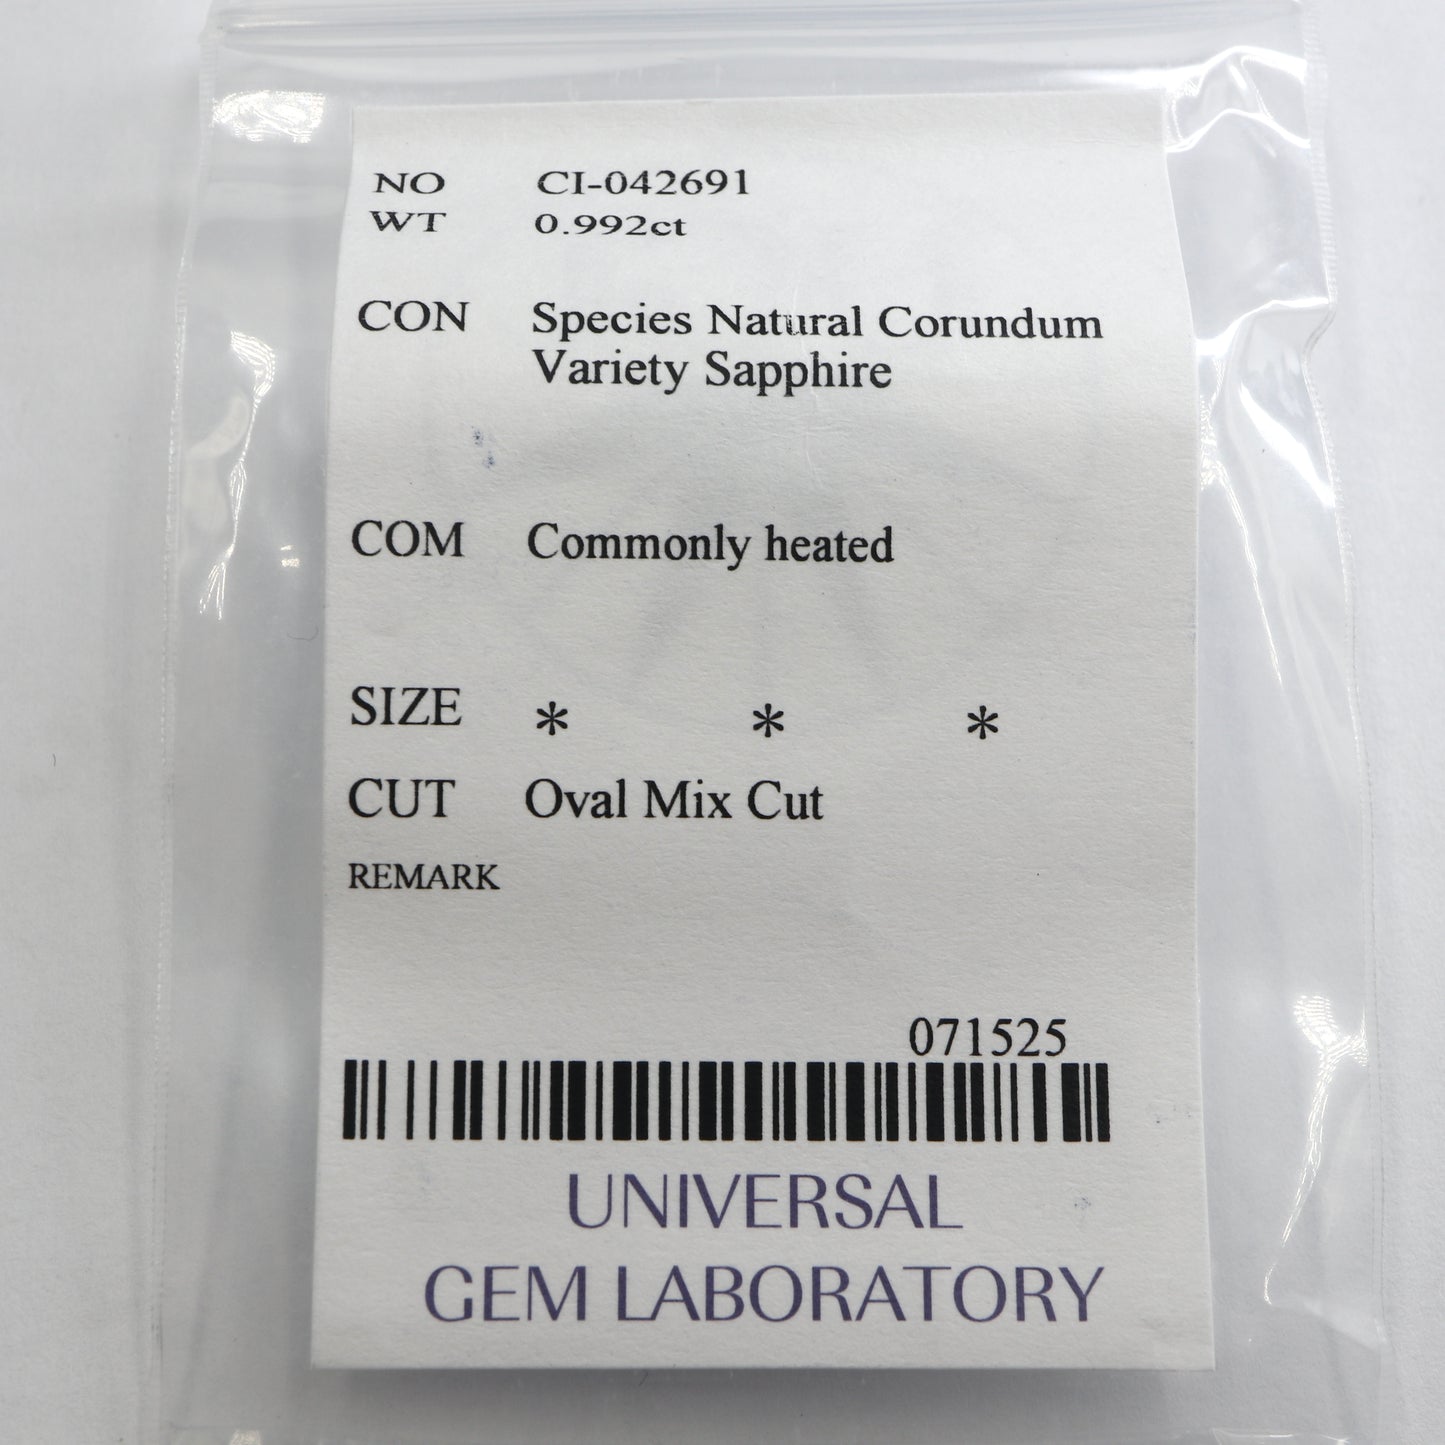 NO CI-042691
WT 0.992ct
CON Species Natural Corundum
Variety Sapphire
COM Commonly heated
SIZE * * *
CUT Oval Mix Cut
REMARK
071525
UNIVERSAL
GEM LABORATORY